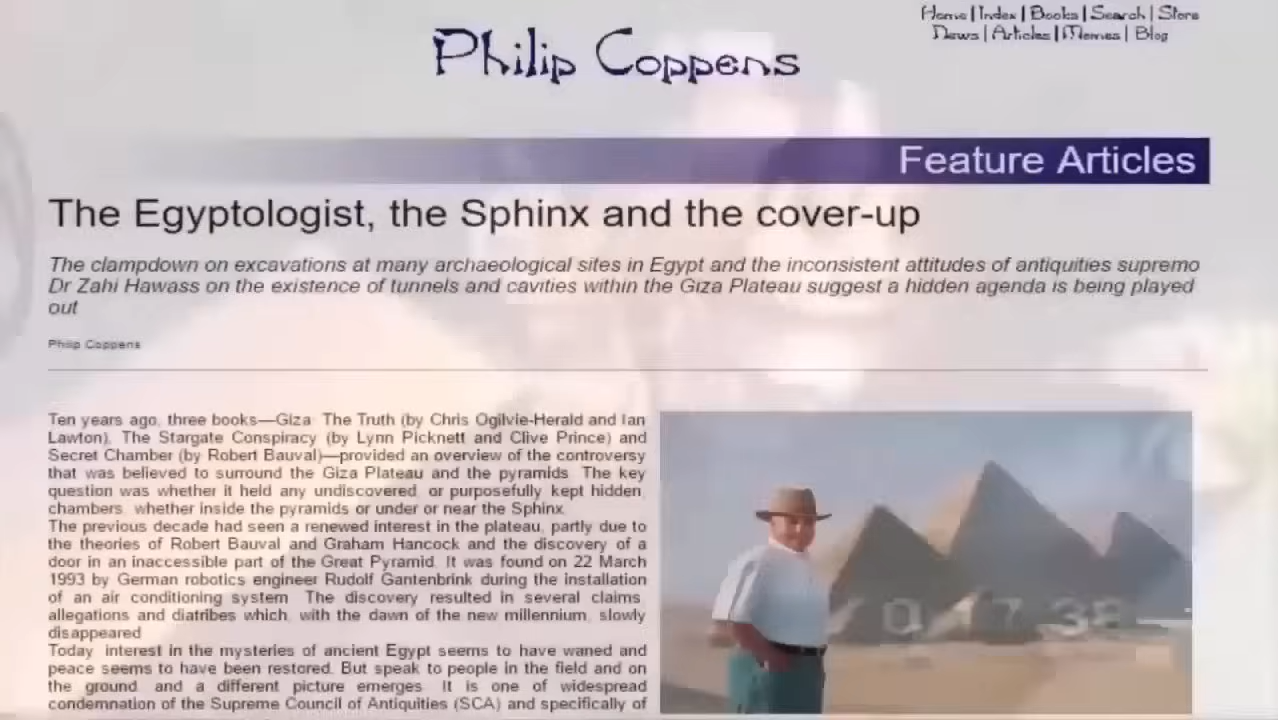 Home | Index | Books | Search | Store
News | Articles | Memes | Blog
Philip Coppens
Feature Articles
The Egyptologist, the Sphinx and the cover-up
The clampdown on excavations at many archaeological sites in Egypt and the inconsistent attitudes of antiquities supremo
Dr Zahi Hawass on the existence of tunnels and cavities within the Giza Plateau suggest a hidden agenda is being played
out
Philip Coppens
Ten years ago, three books—Giza: The Truth (by Chris Ogilvie-Herald and Ian
Lawton), The Stargate Conspiracy (by Lynn Picknett and Clive Prince) and
Secret Chamber (by Robert Bauval)—provided an overview of the controversy
that was believed to surround the Giza Plateau and the pyramids. The key
question was whether it held any undiscovered, or purposefully kept hidden,
chambers, whether inside the pyramids or under or near the Sphinx.
The previous decade had seen a renewed interest in the plateau, partly due to
the theories of Robert Bauval and Graham Hancock and the discovery of a
door in an inaccessible part of the Great Pyramid. It was found on 22 March
1993 by German robotics engineer Rudolf Gantenbrink during the installation
of an air conditioning system. The discovery resulted in several claims,
allegations and diatribes which, with the dawn of the new millennium, slowly
disappeared.
Today, interest in the mysteries of ancient Egypt seems to have waned and
peace seems to have been restored. But speak to people in the field and on
the ground, and a different picture emerges. It is one of widespread
condemnation of the Supreme Council of Antiquities (SCA) and specifically of